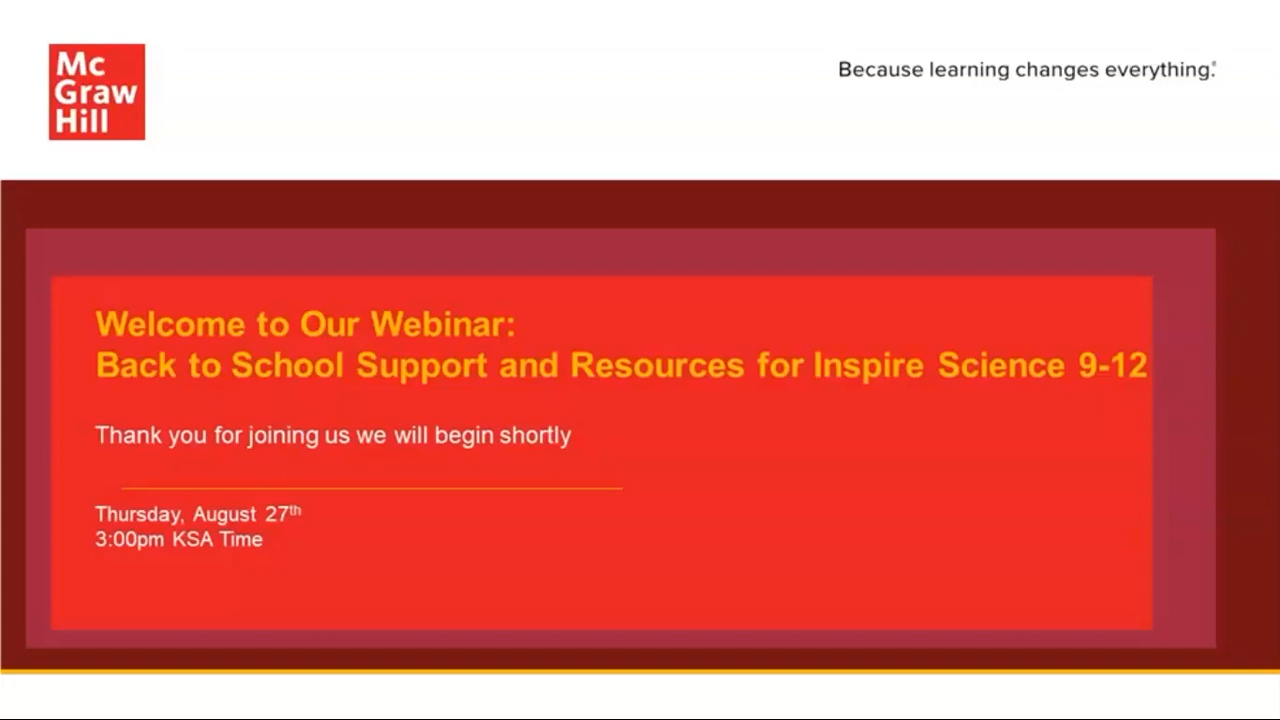 Mc
Graw
Hill
Because learning changes everything.®
Welcome to Our Webinar:
Back to School Support and Resources for Inspire Science 9-12
Thank you for joining us we will begin shortly
Thursday, August 27th
3:00pm KSA Time